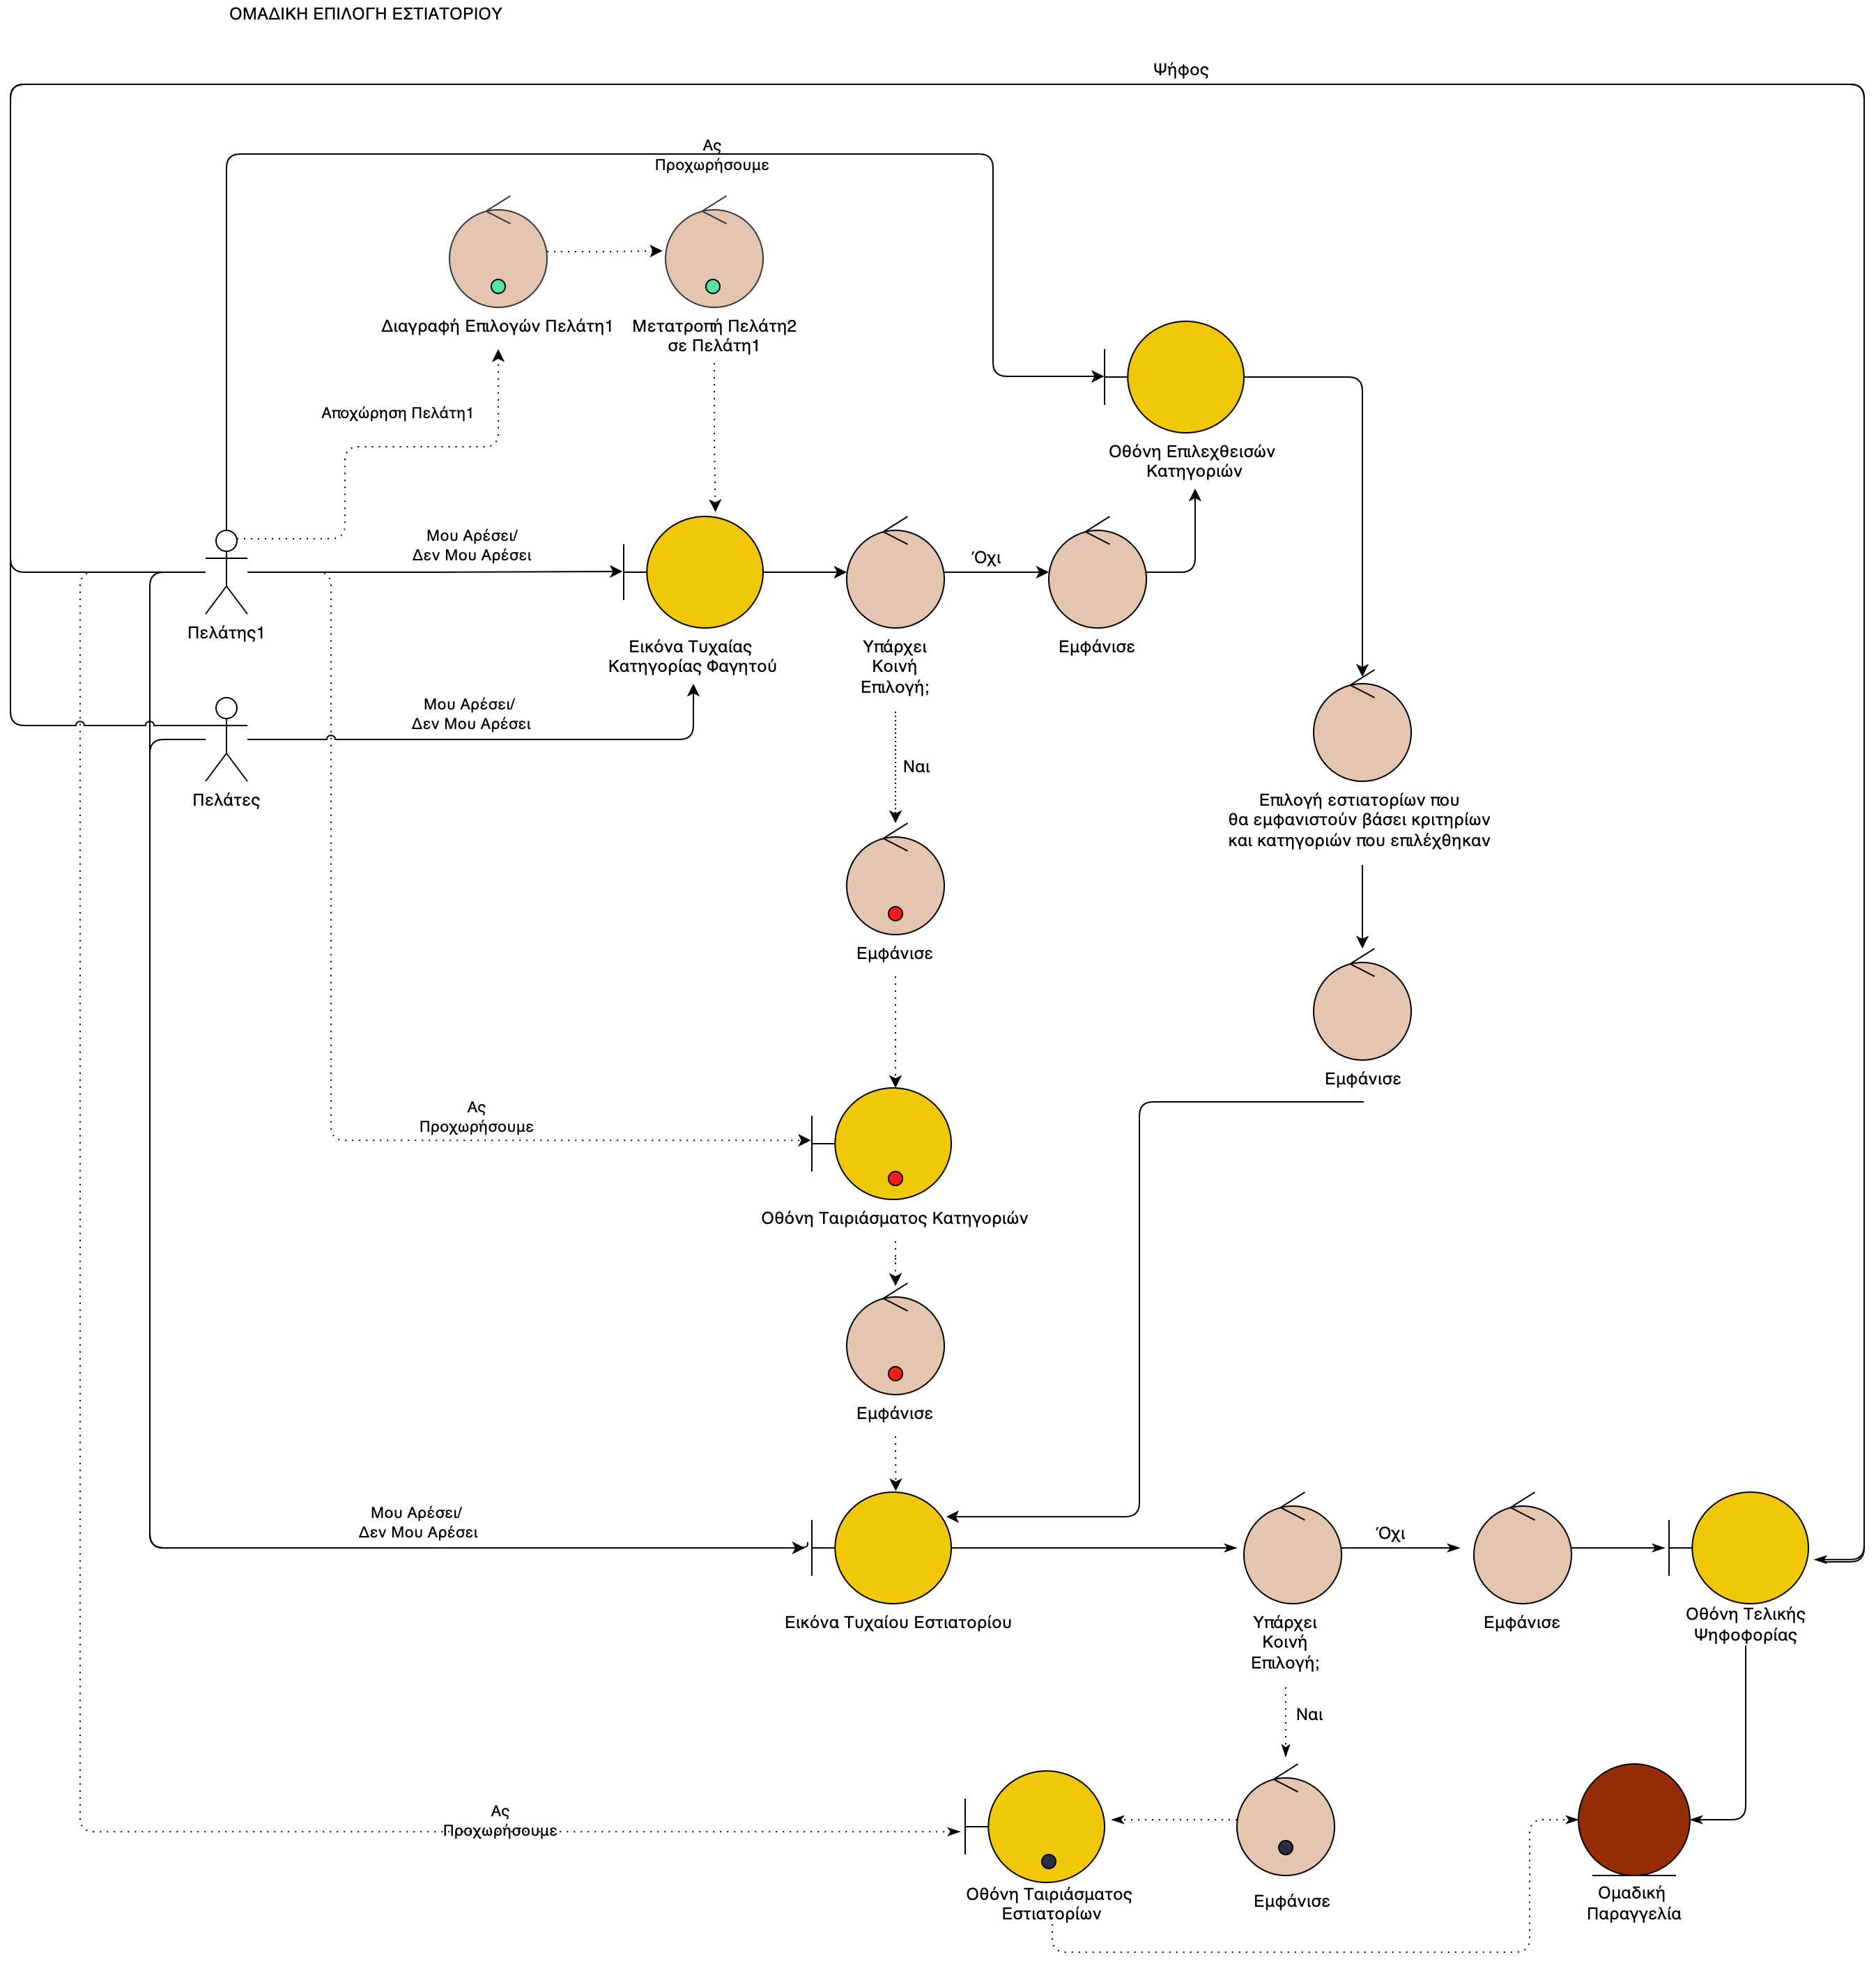 ΟΜΑΔΙΚΗ ΕΠΙΛΟΓΗ ΕΣΤΙΑΤΟΡΙΟΥ
Ψήφος
Ας
Προχωρήσουμε
Διαγραφή Επιλογών Πελάτη1
Μετατροπή Πελάτη2
σε Πελάτη1
Αποχώρηση Πελάτη1
Οθόνη Επιλεχθεισών
Κατηγοριών
Μου Αρέσει/
Δεν Μου Αρέσει
Όχι
Πελάτης1
Εικόνα Τυχαίας
Κατηγορίας Φαγητού
Υπάρχει
Κοινή
Επιλογή;
Εμφάνισε
Μου Αρέσει/
Δεν Μου Αρέσει
Ναι
Πελάτες
Επιλογή εστιατορίων που
θα εμφανιστούν βάσει κριτηρίων
και κατηγοριών που επιλέχθηκαν
Εμφάνισε
Εμφάνισε
Ας
Προχωρήσουμε
Οθόνη Ταιριάσματος Κατηγοριών
Εμφάνισε
Μου Αρέσει/
Δεν Μου Αρέσει
Όχι
Εικόνα Τυχαίου Εστιατορίου
Υπάρχει
Κοινή
Επιλογή;
Εμφάνισε
Οθόνη Τελικής
Ψηφοφορίας
Ναι
Ας
Προχωρήσουμε
Οθόνη Ταιριάσματος
Εστιατορίων
Εμφάνισε
Ομαδική
Παραγγελία